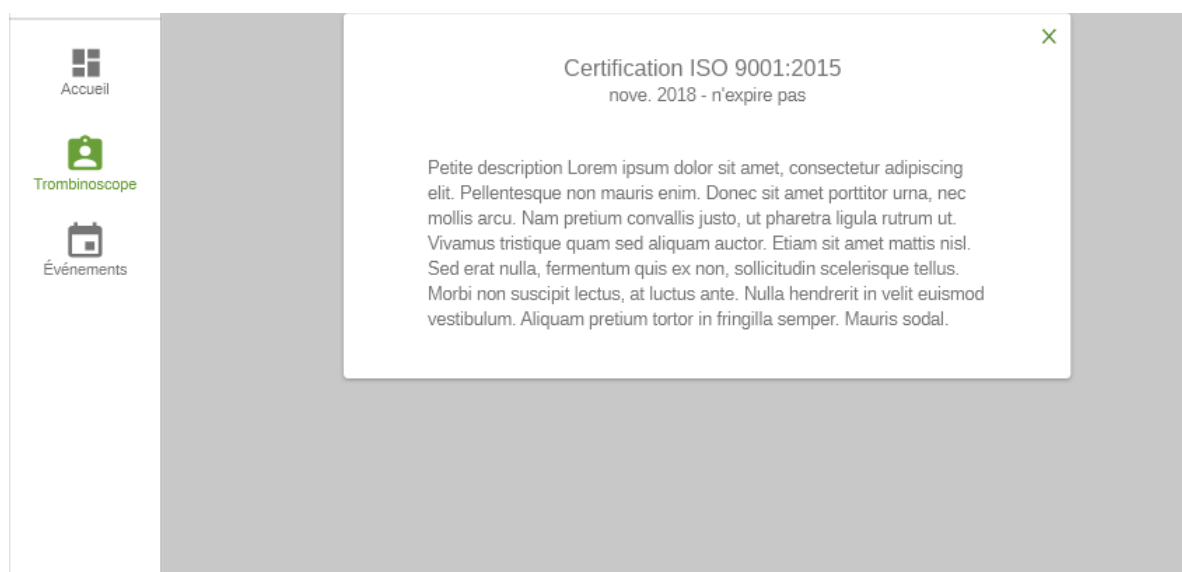 Accueil
Trombinoscope
Événements
Certification ISO 9001:2015
nove. 2018 - n'expire pas
Petite description Lorem ipsum dolor sit amet, consectetur adipiscing
elit. Pellentesque non mauris enim. Donec sit amet porttitor urna, nec
mollis arcu. Nam pretium convallis justo, ut pharetra ligula rutrum ut.
Vivamus tristique quam sed aliquam auctor. Etiam sit amet mattis nisl.
Sed erat nulla, fermentum quis ex non, sollicitudin scelerisque tellus.
Morbi non suscipit lectus, at luctus ante. Nulla hendrerit in velit euismod
vestibulum. Aliquam pretium tortor in fringilla semper. Mauris sodal.